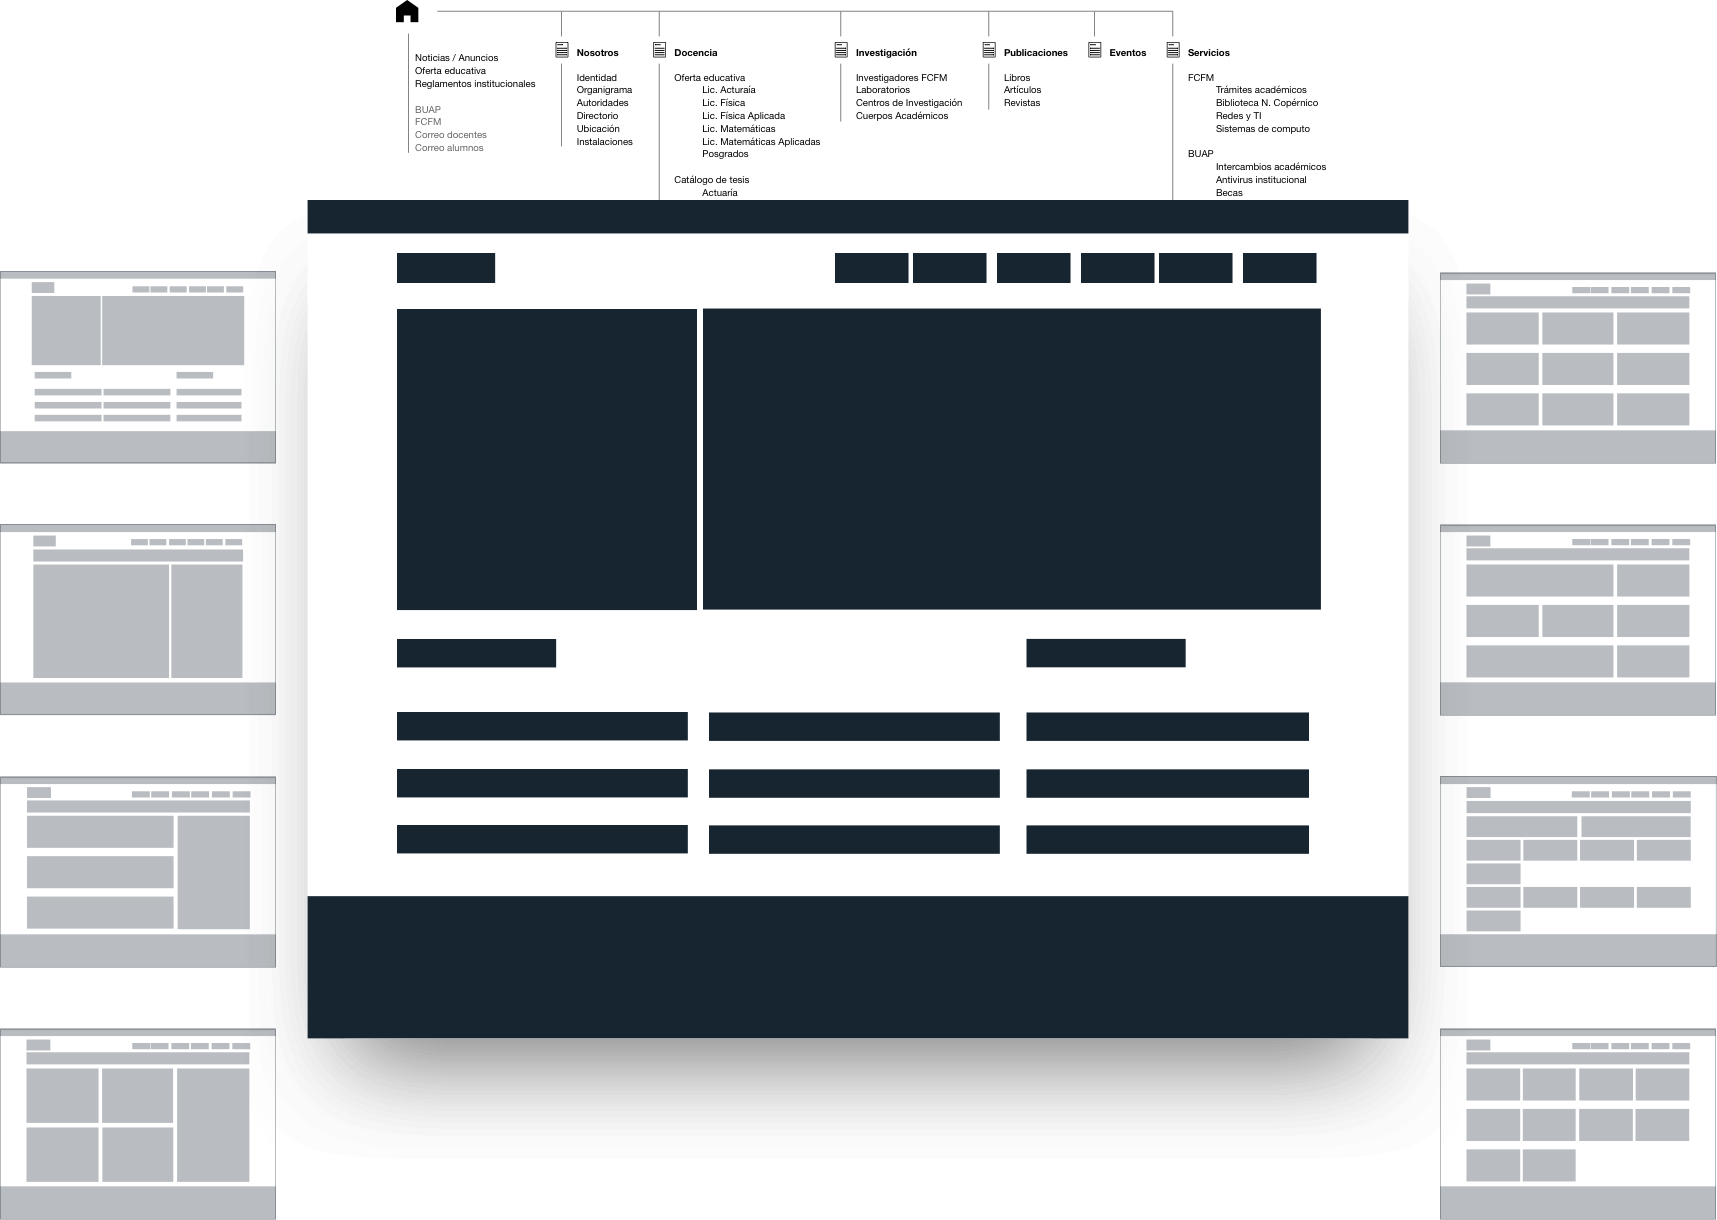 Noticias / Anuncios
Oferta educativa
Reglamentos institucionales
BUAP
FCFM
Correo docentes
Correo alumnos
Nosotros
Identidad
Organigrama
Autoridades
Directorio
Ubicación
Instalaciones
Docencia
Oferta educativa
Lic. Acturaía
Lic. Física
Lic. Física Aplicada
Lic. Matemáticas
Lic. Matemáticas Aplicadas
Posgrados
Catálogo de tesis
Actuaría
Investigación
Investigadores FCFM
Laboratorios
Centros de Investigación
Cuerpos Académicos
Publicaciones
Libros
Artículos
Revistas
Eventos
Servicios
FCFM
Trámites académicos
Biblioteca N. Copérnico
Redes y TI
Sistemas de computo
BUAP
Intercambios académicos
Antivirus institucional
Becas